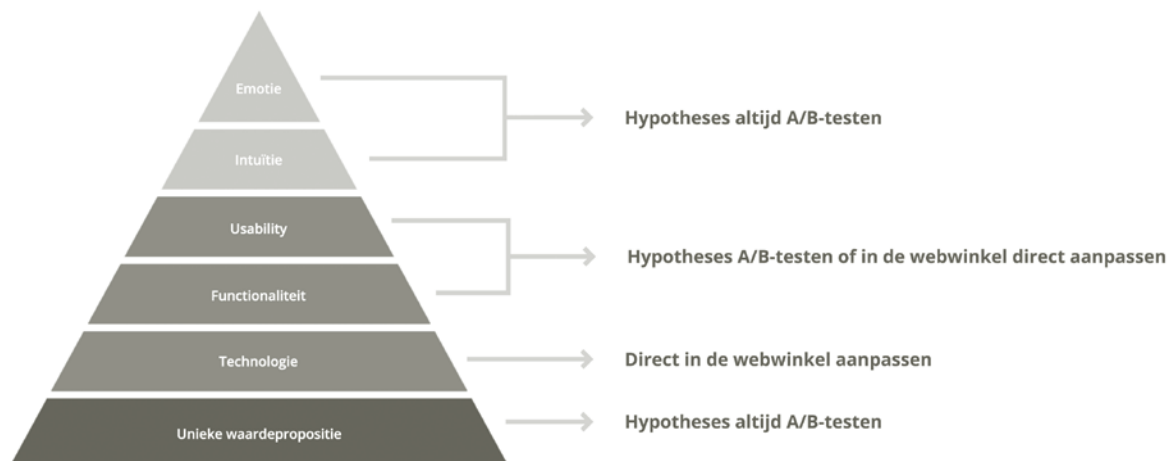 Emotie
Hypotheses altijd A/B-testen
Intuïtie
Usability
Hypotheses A/B-testen of in de webwinkel direct aanpassen
Functionaliteit
Technologie
Direct in de webwinkel aanpassen
Unieke waardepropositie
Hypotheses altijd A/B-testen